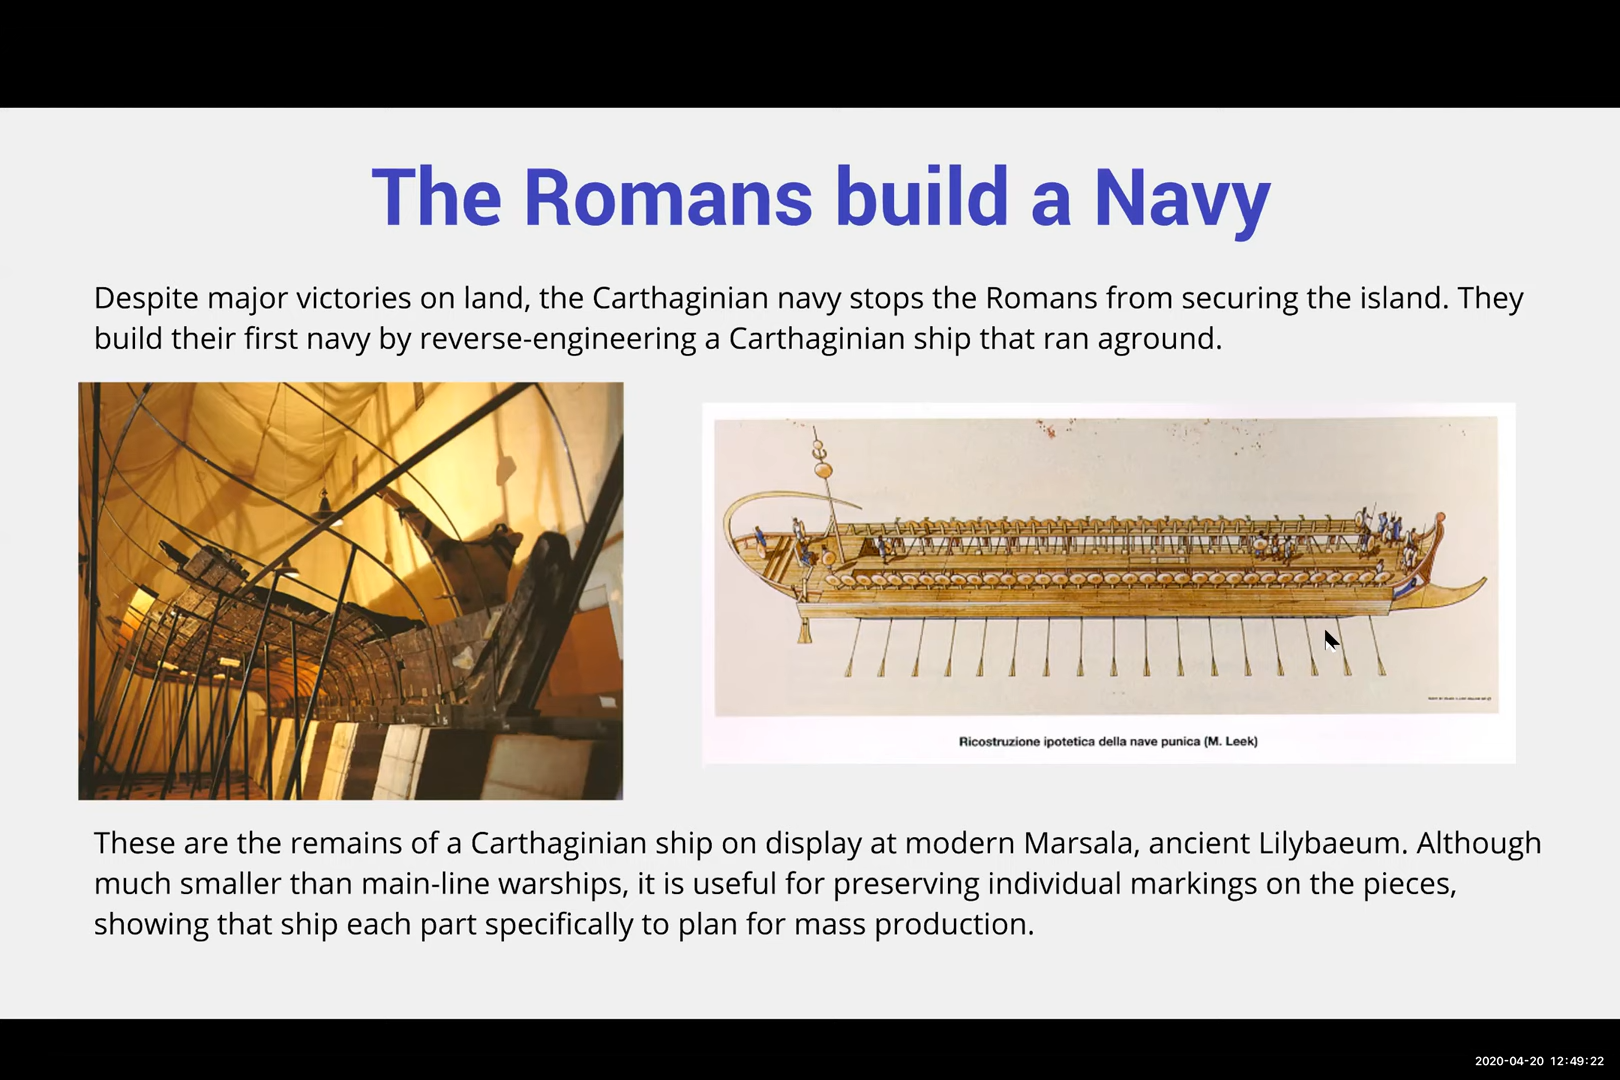 The Romans build a Navy
Despite major victories on land, the Carthaginian navy stops the Romans from securing the island. They
build their first navy by reverse-engineering a Carthaginian ship that ran aground.
Ricostruzione ipotetica della nave punica (M. Leek)
These are the remains of a Carthaginian ship on display at modern Marsala, ancient Lilybaeum. Although
much smaller than main-line warships, it is useful for preserving individual markings on the pieces,
showing that ship each part specifically to plan for mass production.
2020-04-20 12:49:22